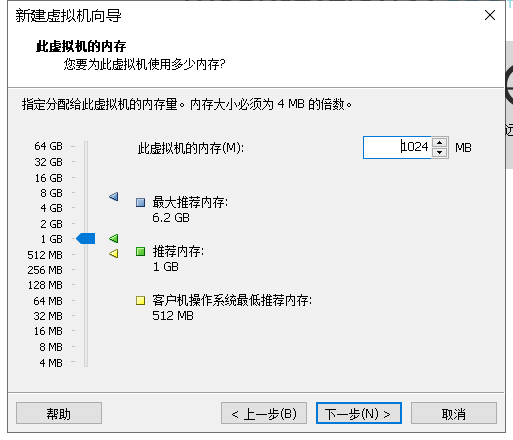 新建虚拟机向导
此虚拟机的内存
您要为此虚拟机使用多少内存?
指定分配给此虚拟机的内存量。内存大小必须为 4 MB 的倍数。
64 GB
32 GB
16 GB
8 GB
4 GB
2 GB
1 GB
512 MB
256 MB
128 MB
64 MB
32 MB
16 MB
8 MB
4 MB
此虚拟机的内存(M):
1024 MB
最大推荐内存:
6.2 GB
推荐内存:
1 GB
客户机操作系统最低推荐内存:
512 MB
帮助
< 上一步(B)
下一步(N) >
取消